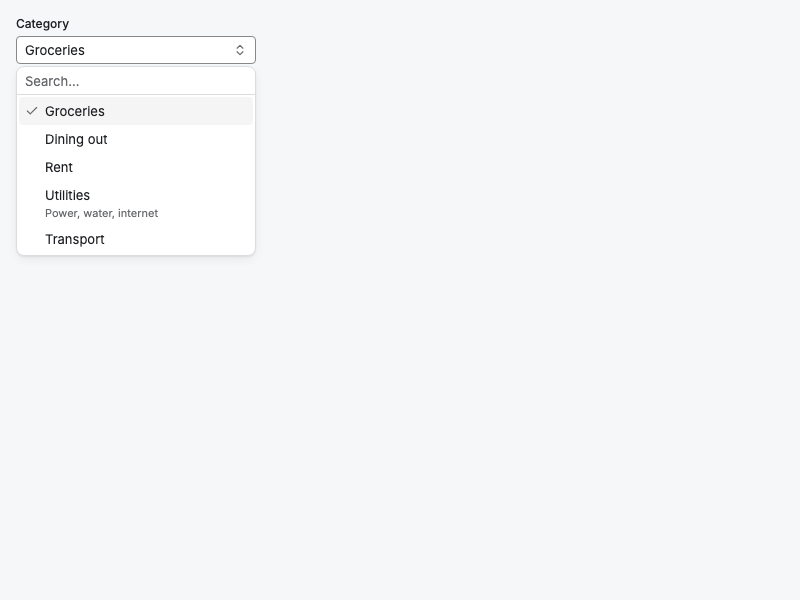 Category
Groceries
Search...
Groceries
Dining out
Rent
Utilities
Power, water, internet
Transport